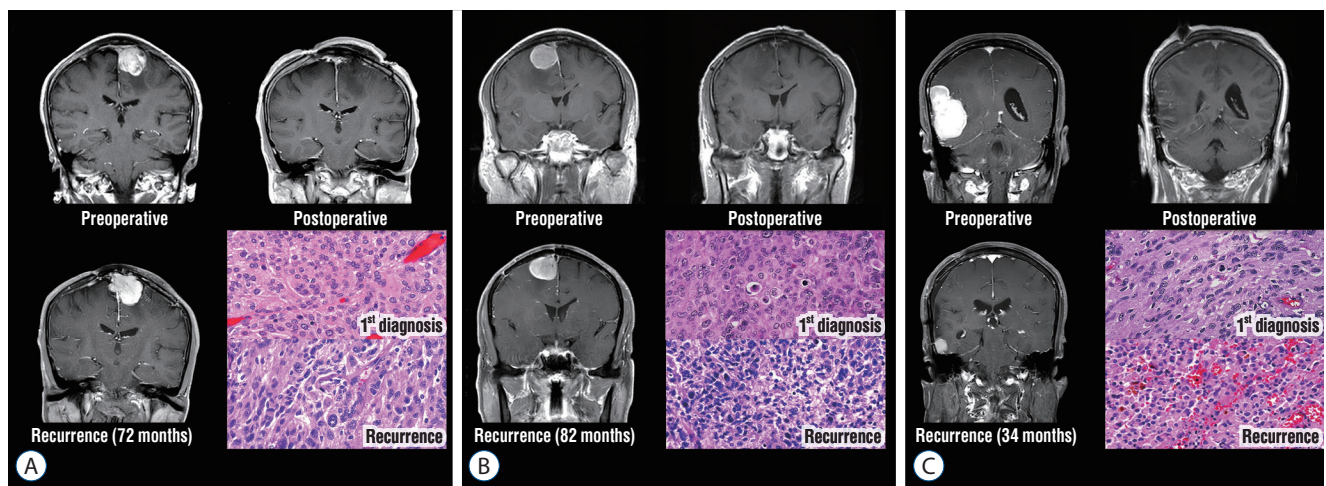 Preoperative
Postoperative
1st diagnosis
Recurrence (72 months)
Recurrence
A
Preoperative
Postoperative
1st diagnosis
Recurrence (82 months)
Recurrence
B
Preoperative
Postoperative
1st diagnosis
Recurrence (34 months)
Recurrence
C